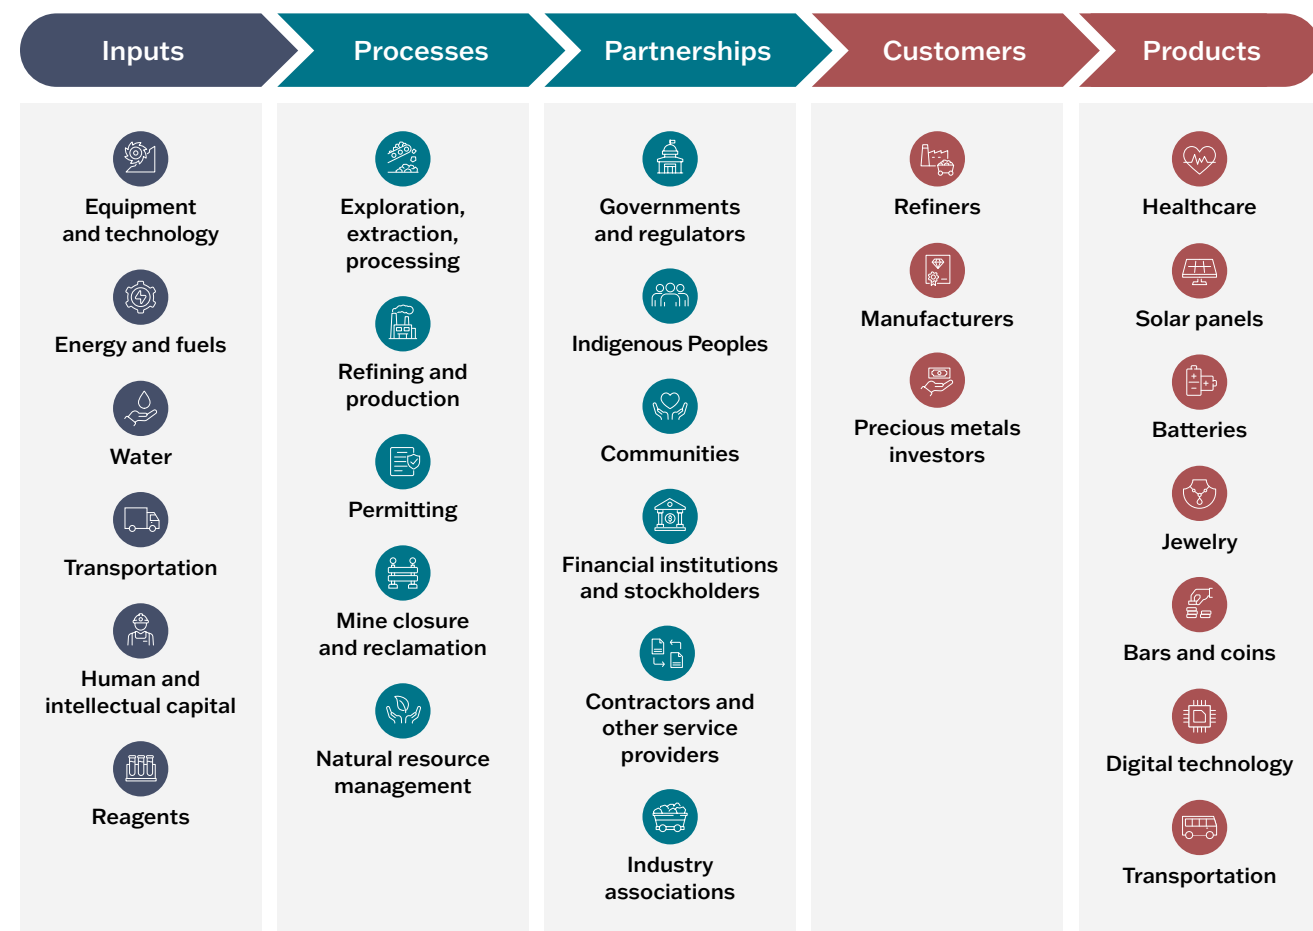 Inputs
Processes
Partnerships
Customers
Products
Equipment
and technology
Energy and fuels
Water
Transportation
Human and
intellectual capital
Reagents
Exploration,
extraction,
processing
Refining and
production
Permitting
Mine closure
and reclamation
Natural resource
management
Governments
and regulators
Indigenous Peoples
Communities
Financial institutions
and stockholders
Contractors and
other service
providers
Industry
associations
Refiners
Manufacturers
Precious metals
investors
Healthcare
Solar panels
Batteries
Jewelry
Bars and coins
Digital technology
Transportation